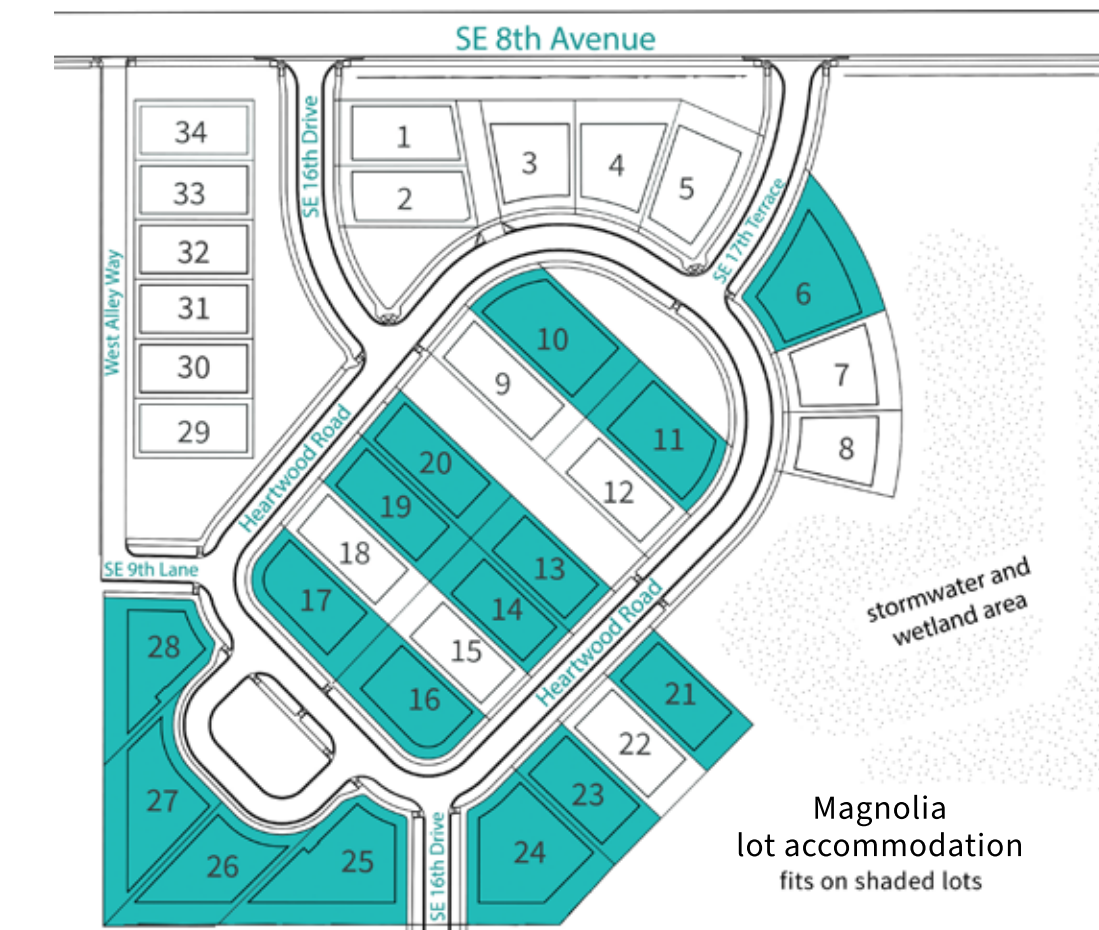 SE 8th Avenue
SE 16th Drive
SE 17th Terrace
West Alley Way
34
33
32
31
30
29
1
2
3
4
5
6
7
8
10
9
11
12
20
19
18
17
13
14
15
16
Heartwood Road
SE 9th Lane
Heartwood Road
stormwater and
wetland area
28
27
26
25
21
22
23
24
SE 16th Drive
Magnolia
lot accommodation
fits on shaded lots